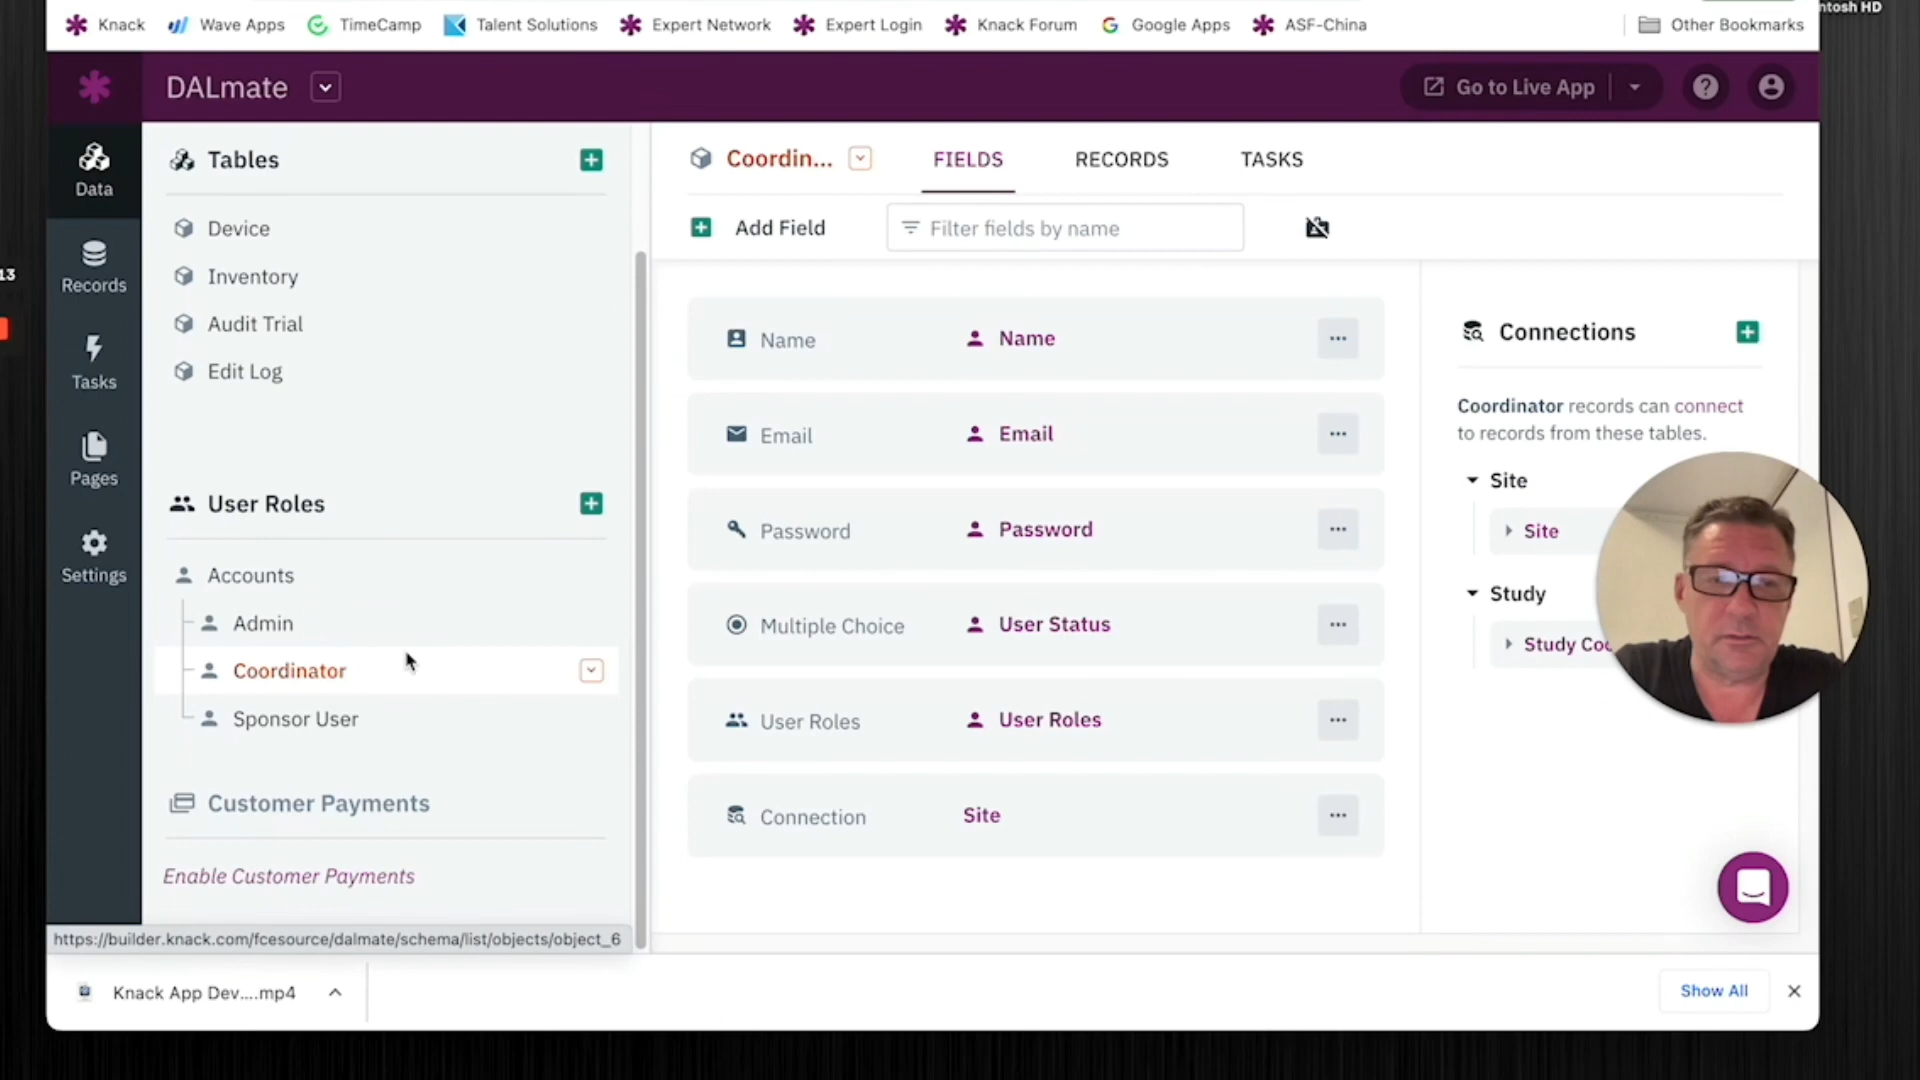 ntosh HD
Knack
Wave Apps
TimeCamp
Talent Solutions
Expert Network
Expert Login
Knack Forum
Google Apps
ASF-China
Other Bookmarks
DALmate
Go to Live App
Data
Records
Tasks
Pages
Settings
13
Tables
Device
Inventory
Audit Trial
Edit Log
User Roles
Accounts
Admin
Coordinator
Sponsor User
Customer Payments
Enable Customer Payments
https://builder.knack.com/fcesource/dalmate/schema/list/objects/object_6
Coordin...
FIELDS
RECORDS
TASKS
Add Field
Filter fields by name
Name Name
Email Email
Password Password
Multiple Choice User Status
User Roles User Roles
Connection Site
Connections
Coordinator records can connect
to records from these tables.
Site
Site
Study
Study Coo
Knack App Dev....mp4
Show All